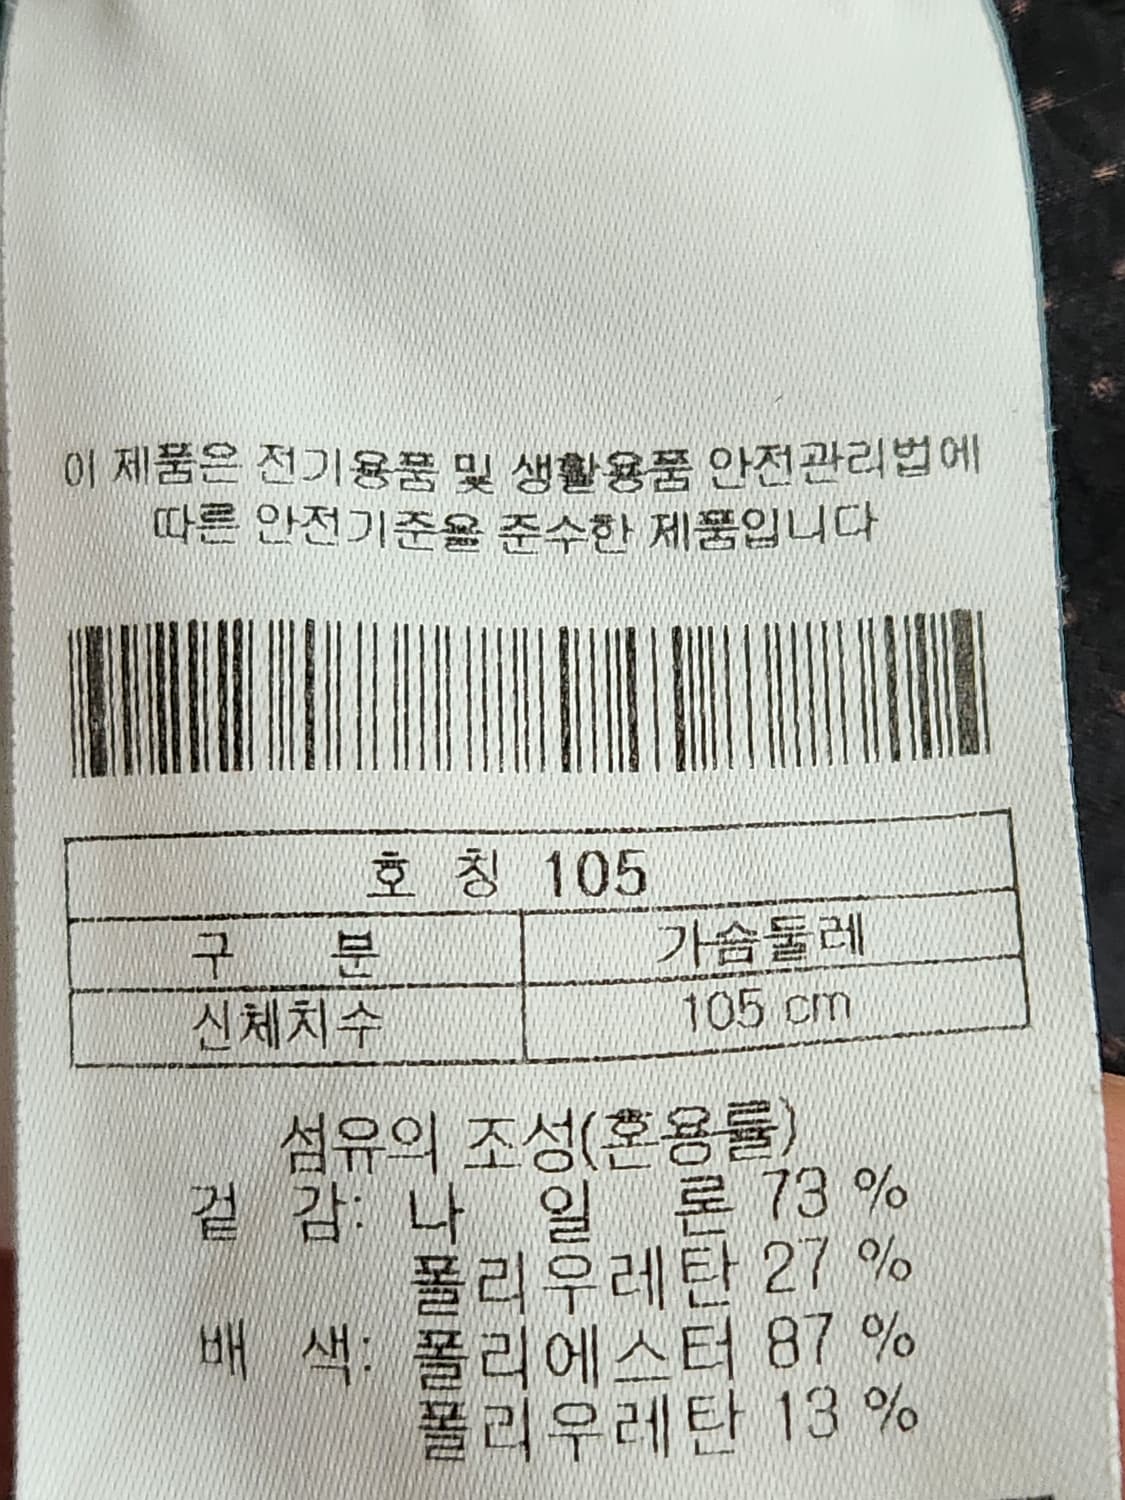 이 제품은 전기용품 및 생활용품 안전관리법에
따른 안전기준을 준수한 제품입니다
호 칭 105
구 분 가슴둘레
신체치수 105 cm
섬유의 조성(혼용률)
겉 감: 나 일 론 73 %
폴리우레탄 27 %
배 색: 폴리에스터 87 %
폴리우레탄 13 %